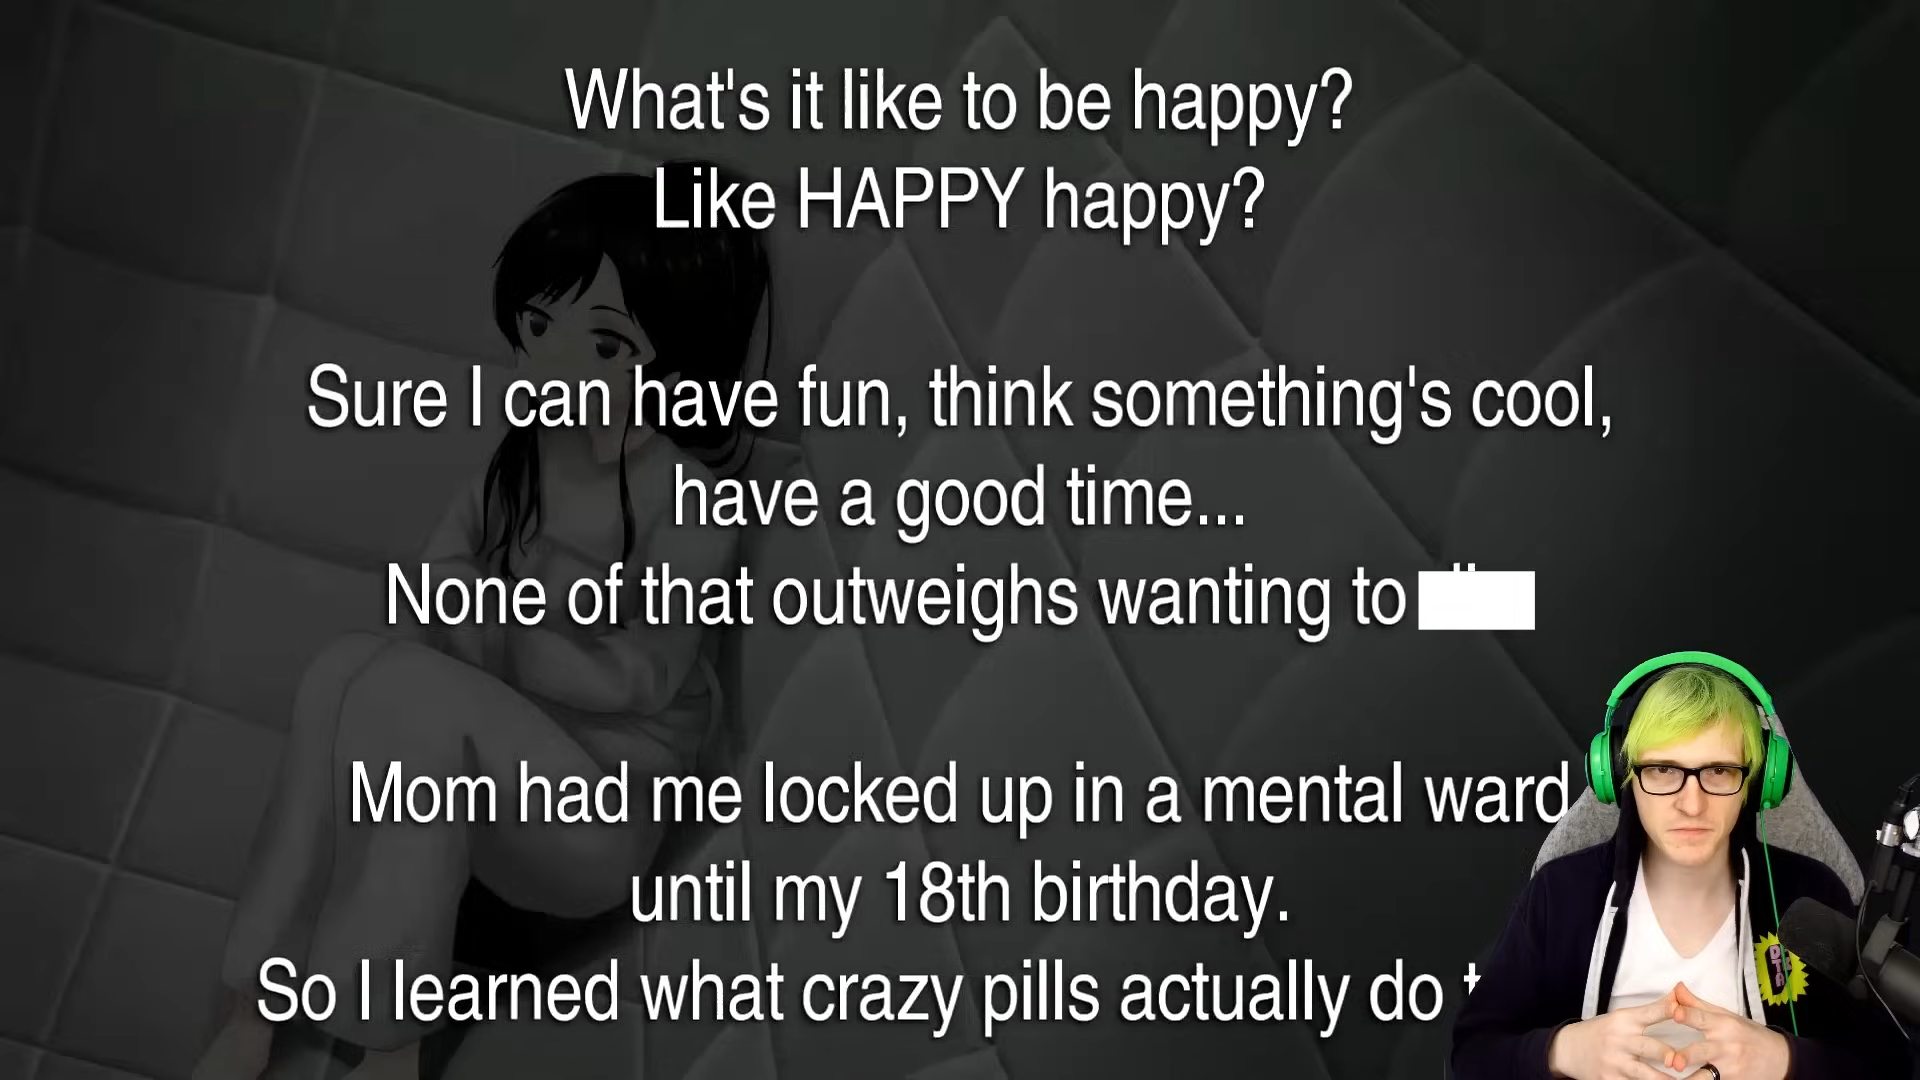 What's it like to be happy?
Like HAPPY happy?
Sure I can have fun, think something's cool,
have a good time...
None of that outweighs wanting to
Mom had me locked up in a mental ward
until my 18th birthday.
So I learned what crazy pills actually do